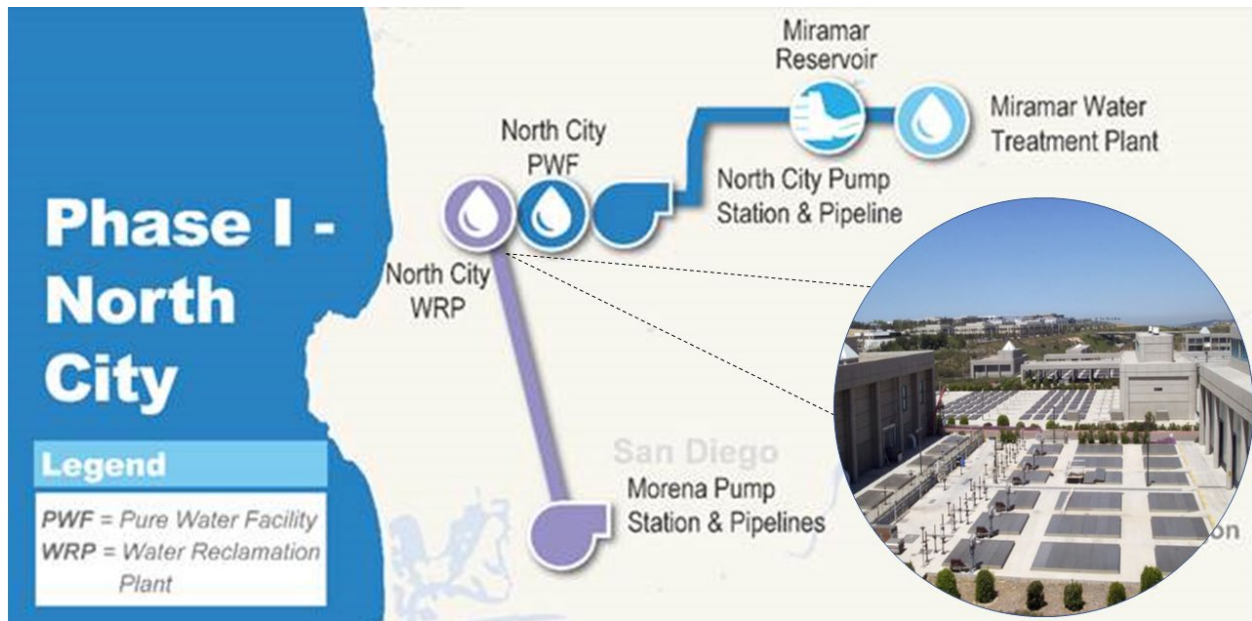 Phase I -
North
City
Legend
PWF = Pure Water Facility
WRP = Water Reclamation
Plant
North City
PWF
North City
WRP
Miramar
Reservoir
Miramar Water
Treatment Plant
North City Pump
Station & Pipeline
San Diego
Morena Pump
Station & Pipelines
on